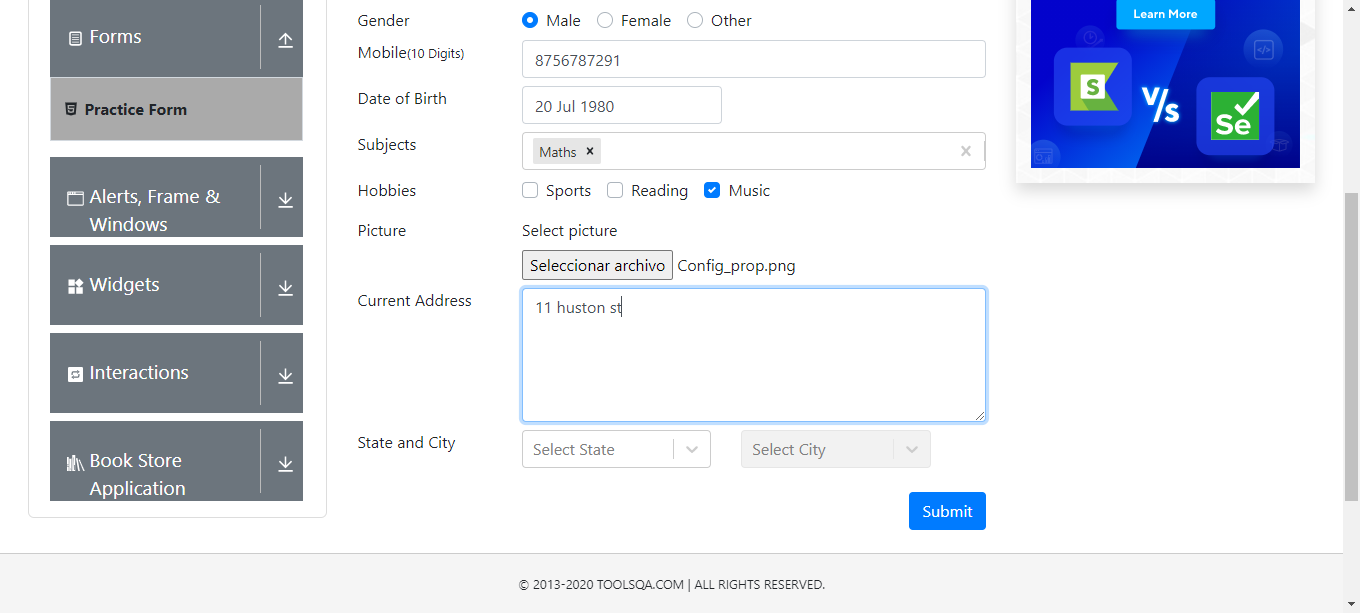 Forms
Practice Form
Alerts, Frame &
Windows
Widgets
Interactions
Book Store
Application
Gender
Male Female Other
Mobile(10 Digits)
8756787291
Date of Birth
20 Jul 1980
Subjects
Maths ×
Hobbies
Sports Reading Music
Picture
Select picture
Seleccionar archivo Config_prop.png
Current Address
11 huston st
State and City
Select State
Select City
Submit
Learn More
S
V/s
Se
© 2013-2020 TOOLSQA.COM | ALL RIGHTS RESERVED.